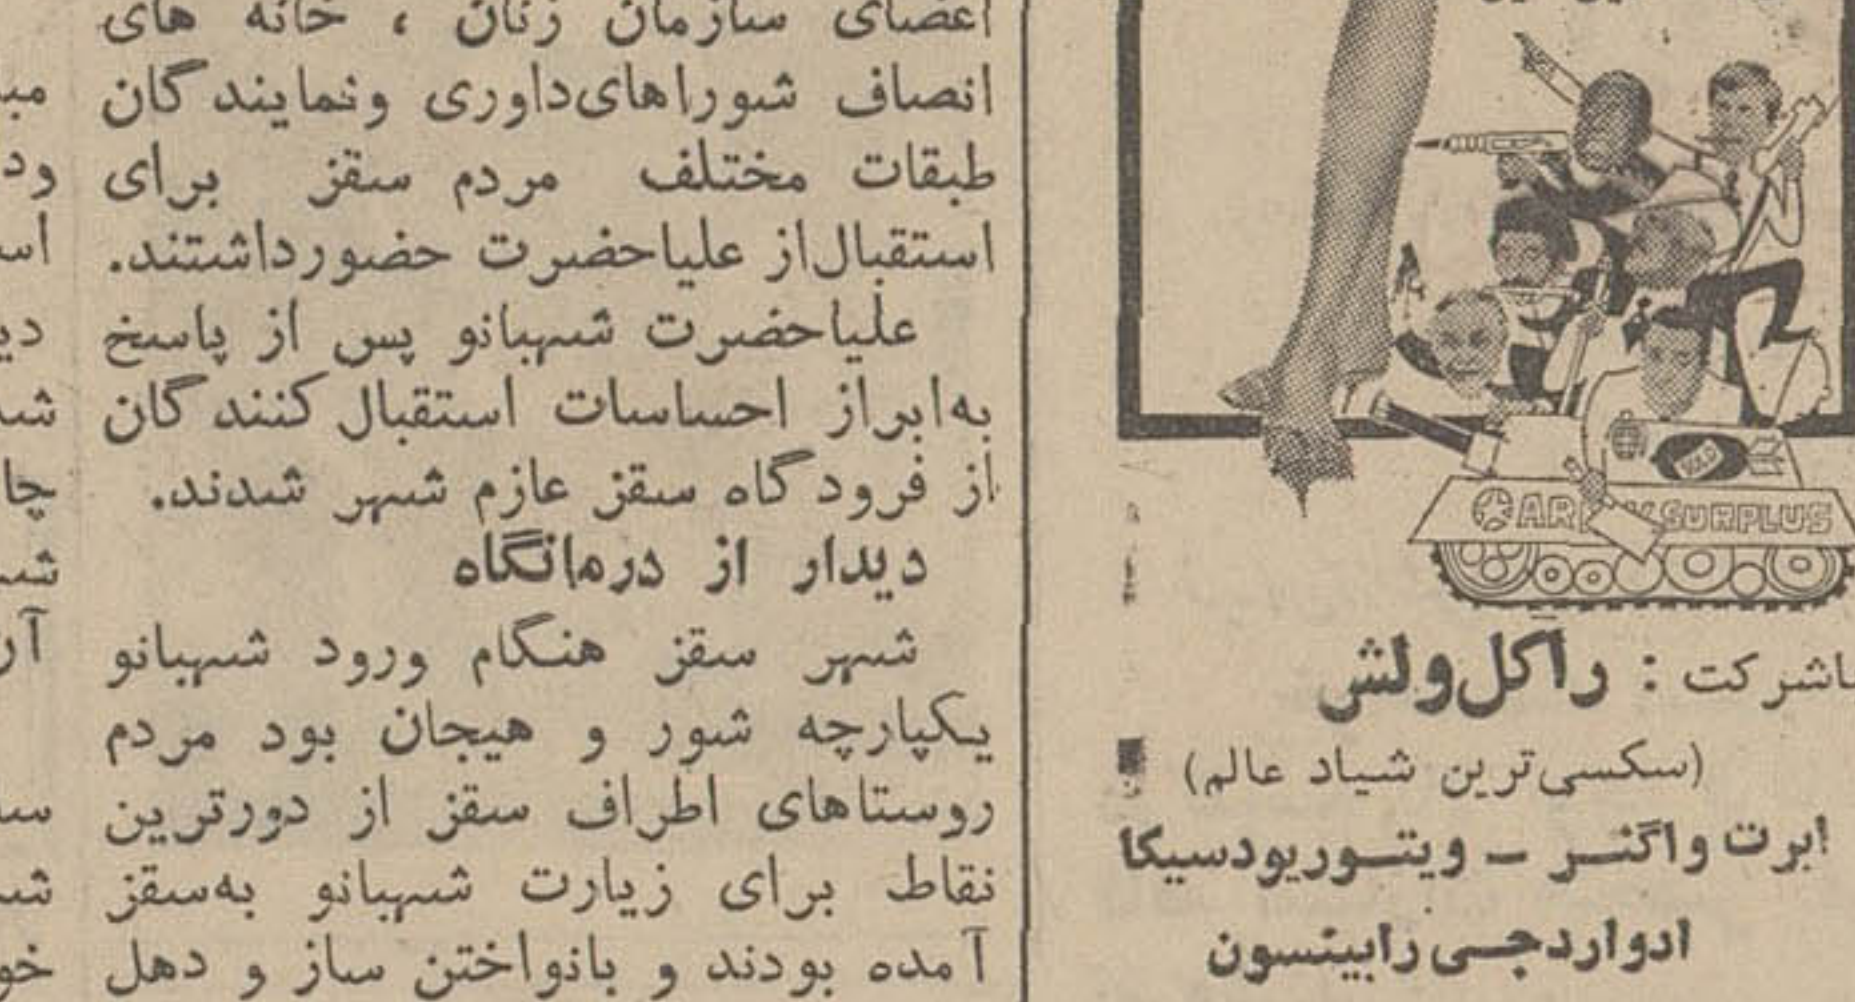 اعضای سازمان زنان ، خانه های
انصاف شوراهای‌داوری ونمایندگان
طبقات مختلف مردم سقز برای
استقبال‌از علیاحضرت حضورداشتند.
علیاحضرت شهبانو پس از پاسخ
به‌ابراز احساسات استقبال‌کنندگان
از فرودگاه سقز عازم شهر شدند.
دیدار از درمانگاه
شهر سقز هنگام ورود شهبانو
یکپارچه شور و هیجان بود مردم
روستاهای اطراف سقز از دورترین
نقاط برای زیارت شهبانو به‌سقز
آمده بودند و بانواختن ساز و دهل
SOLD
SURPLUS
راکل‌ولش
(سکسی‌ترین شیاد عالم)
ابرت واگنر - ویتوریودسیکا
ادواردجی‌رابینسون